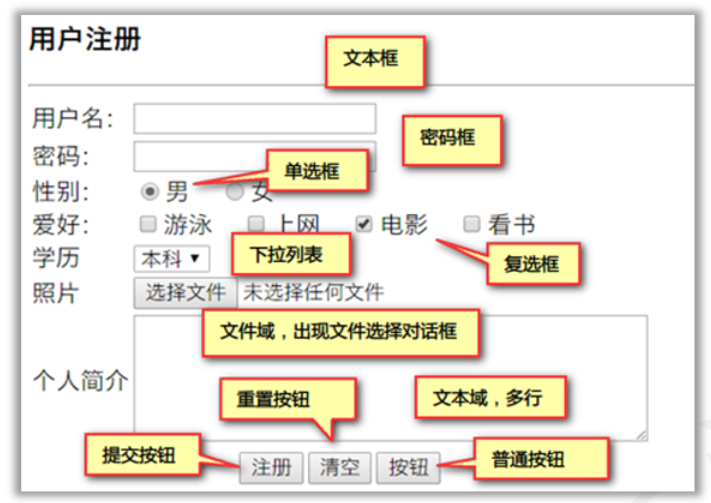 用户注册
文本框
用户名：
密码框
密码：
单选框
性别： 男 女
爱好： 游泳 上网 电影 看书
学历 本科
下拉列表
复选框
照片 选择文件 未选择任何文件
文件域，出现文件选择对话框
个人简介
重置按钮
文本域，多行
提交按钮
普通按钮
注册 清空 按钮